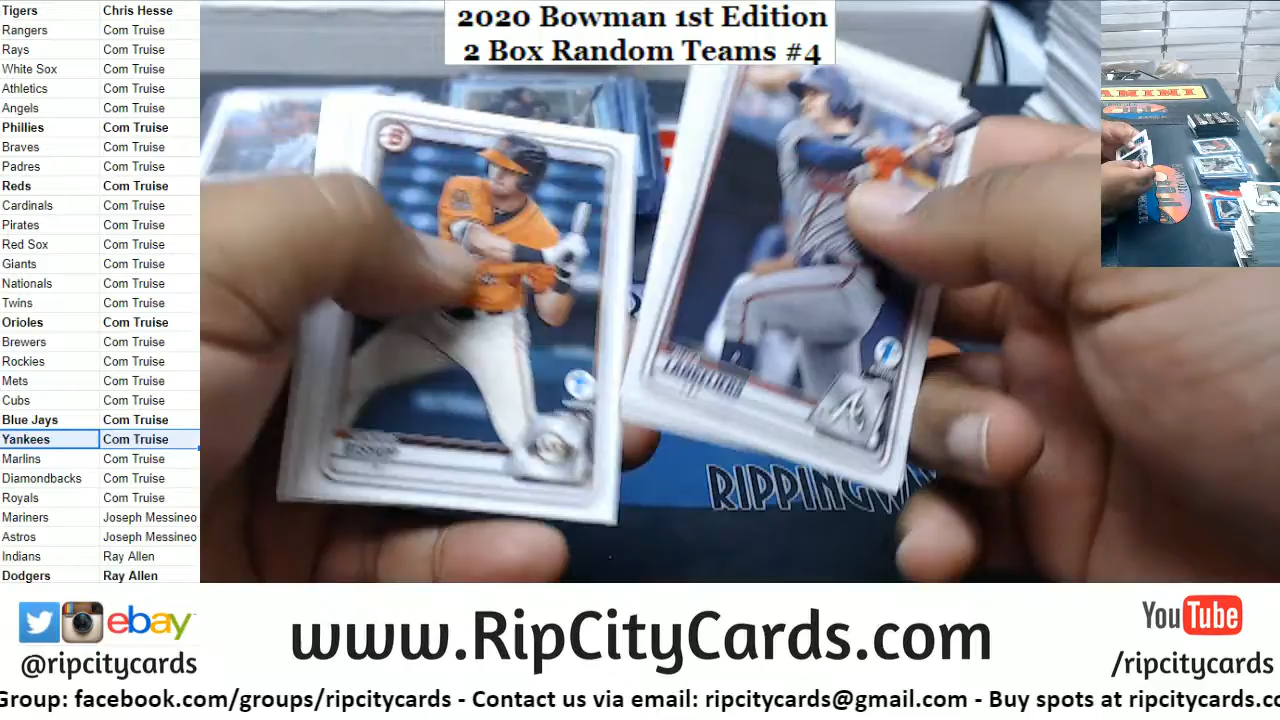 2020 Bowman 1st Edition
2 Box Random Teams #4
Tigers Chris Hesse
Rangers Com Truise
Rays Com Truise
White Sox Com Truise
Athletics Com Truise
Angels Com Truise
Phillies Com Truise
Braves Com Truise
Padres Com Truise
Reds Com Truise
Cardinals Com Truise
Pirates Com Truise
Red Sox Com Truise
Giants Com Truise
Nationals Com Truise
Twins Com Truise
Orioles Com Truise
Brewers Com Truise
Rockies Com Truise
Mets Com Truise
Cubs Com Truise
Blue Jays Com Truise
Yankees Com Truise
Marlins Com Truise
Diamondbacks Com Truise
Royals Com Truise
Mariners Joseph Messineo
Astros Joseph Messineo
Indians Ray Allen
Dodgers Ray Allen
PANINI
RIPPINGWAX
ebay
@ripcitycards
www.RipCityCards.com
YouTube
/ripcitycards
Group: facebook.com/groups/ripcitycards - Contact us via email: ripcitycards@gmail.com - Buy spots at ripcitycards.co